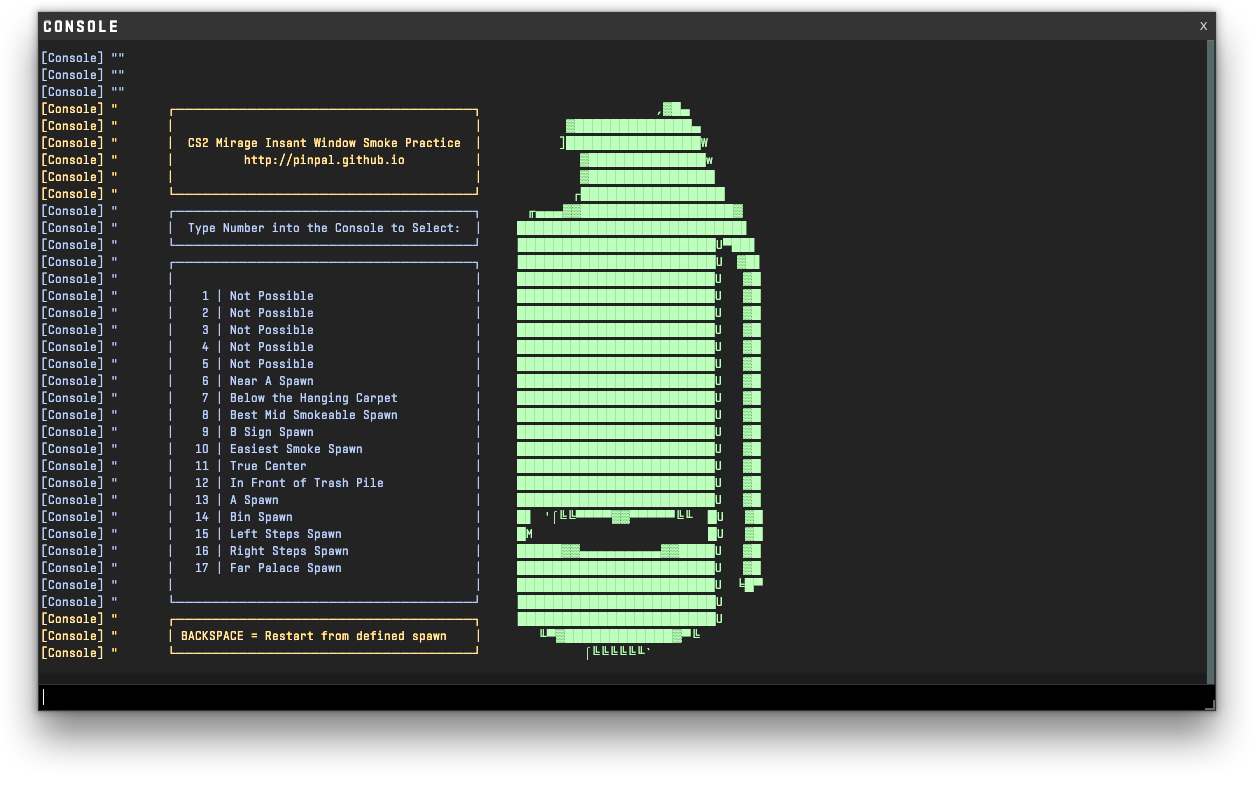 CONSOLE x
[Console] ""
[Console] ""
[Console] ""
[Console] "
[Console] "
[Console] " CS2 Mirage Insant Window Smoke Practice
[Console] " http://pinpal.github.io
[Console] "
[Console] "
[Console] "
[Console] " Type Number into the Console to Select:
[Console] "
[Console] "
[Console] "
[Console] " 1 | Not Possible
[Console] " 2 | Not Possible
[Console] " 3 | Not Possible
[Console] " 4 | Not Possible
[Console] " 5 | Not Possible
[Console] " 6 | Near A Spawn
[Console] " 7 | Below the Hanging Carpet
[Console] " 8 | Best Mid Smokeable Spawn
[Console] " 9 | B Sign Spawn
[Console] " 10 | Easiest Smoke Spawn
[Console] " 11 | True Center
[Console] " 12 | In Front of Trash Pile
[Console] " 13 | A Spawn
[Console] " 14 | Bin Spawn
[Console] " 15 | Left Steps Spawn
[Console] " 16 | Right Steps Spawn
[Console] " 17 | Far Palace Spawn
[Console] "
[Console] "
[Console] "
[Console] " BACKSPACE = Restart from defined spawn
[Console] "